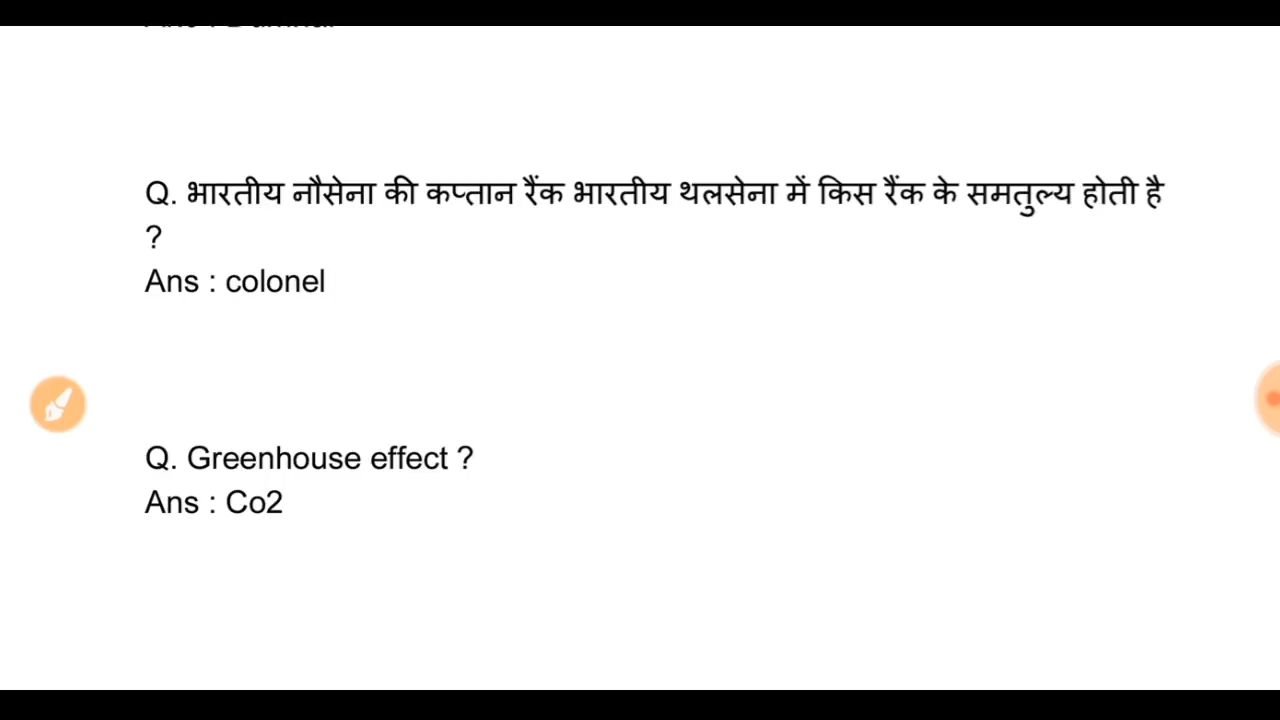 Q. भारतीय नौसेना की कप्तान रैंक भारतीय थलसेना में किस रैंक के समतुल्य होती है
?
Ans : colonel
Q. Greenhouse effect ?
Ans : Co2